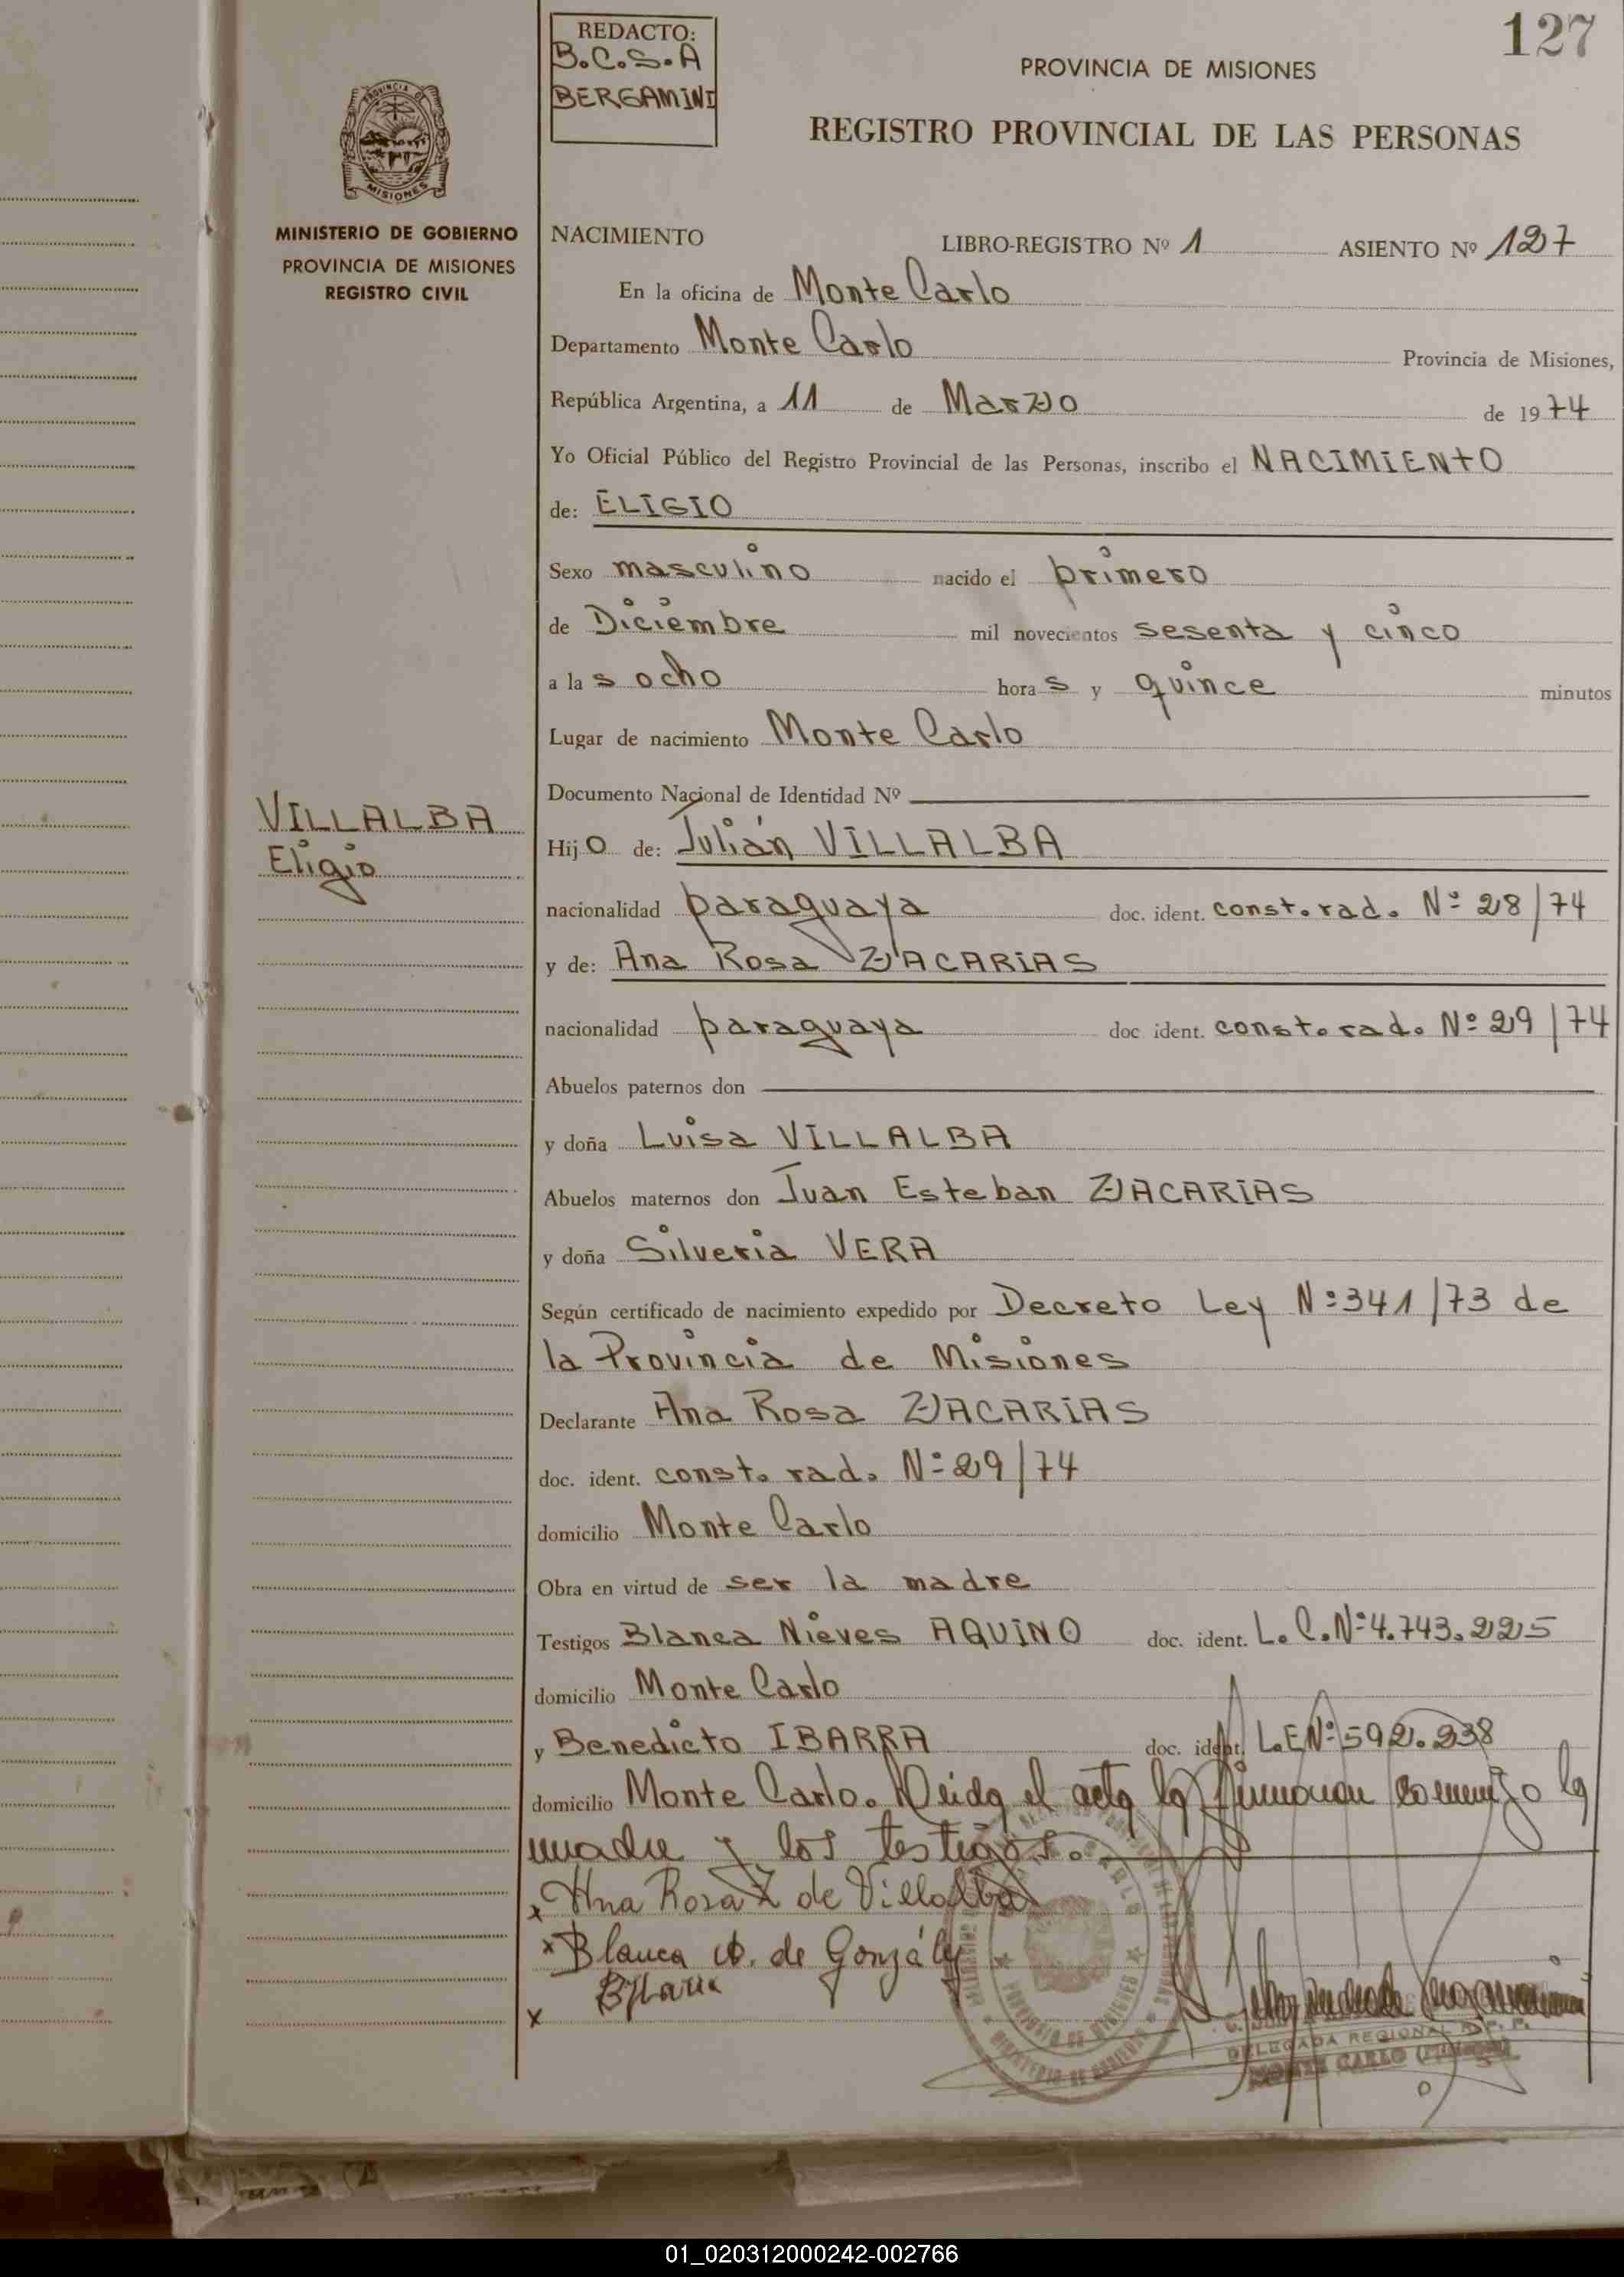 127
REDACTO:
B.C.S.A
BERGAMINI
PROVINCIA DE MISIONES
REGISTRO PROVINCIAL DE LAS PERSONAS
PROVINCIA DE
MISIONES
MINISTERIO DE GOBIERNO
PROVINCIA DE MISIONES
REGISTRO CIVIL
NACIMIENTO LIBRO-REGISTRO Nº 1 ASIENTO Nº 127
En la oficina de Monte Carlo
Departamento Monte Carlo Provincia de Misiones,
República Argentina, a 11 de Marzo de 1974
Yo Oficial Público del Registro Provincial de las Personas, inscribo el NACIMIENTO
de: ELIGIO
Sexo masculino nacido el primero
de Diciembre mil novecientos sesenta y cinco
a las ocho horas y quince minutos
Lugar de nacimiento Monte Carlo
Documento Nacional de Identidad Nº
VILLALBA
Eligio
Hijo de: Julián VILLALBA
nacionalidad paraguaya doc. ident. const. rad. Nº 28/74
y de: Ana Rosa ZACARIAS
nacionalidad paraguaya doc ident. const. rad. Nº 29/74
Abuelos paternos don
y doña Luisa VILLALBA
Abuelos maternos don Juan Esteban ZACARIAS
y doña Silveria VERA
Según certificado de nacimiento expedido por Decreto Ley Nº 341/73 de
la Provincia de Misiones
Declarante Ana Rosa ZACARIAS
doc. ident. const. rad. Nº 29/74
domicilio Monte Carlo
Obra en virtud de ser la madre
Testigos Blanca Nieves AQUINO doc. ident. L. C. Nº 4.743.225
domicilio Monte Carlo
y Benedicto IBARRA doc. ident. L.E Nº 592.238
domicilio Monte Carlo. Leida el acta la firmaron conmigo la
madre y los testigos.
x Ana Rosa Z de Villalba
x Blanca A. de Gonzáles
x
DELEGADA REGIONAL R. P. P.
MONTE CARLO (Misiones)
01_020312000242-002766